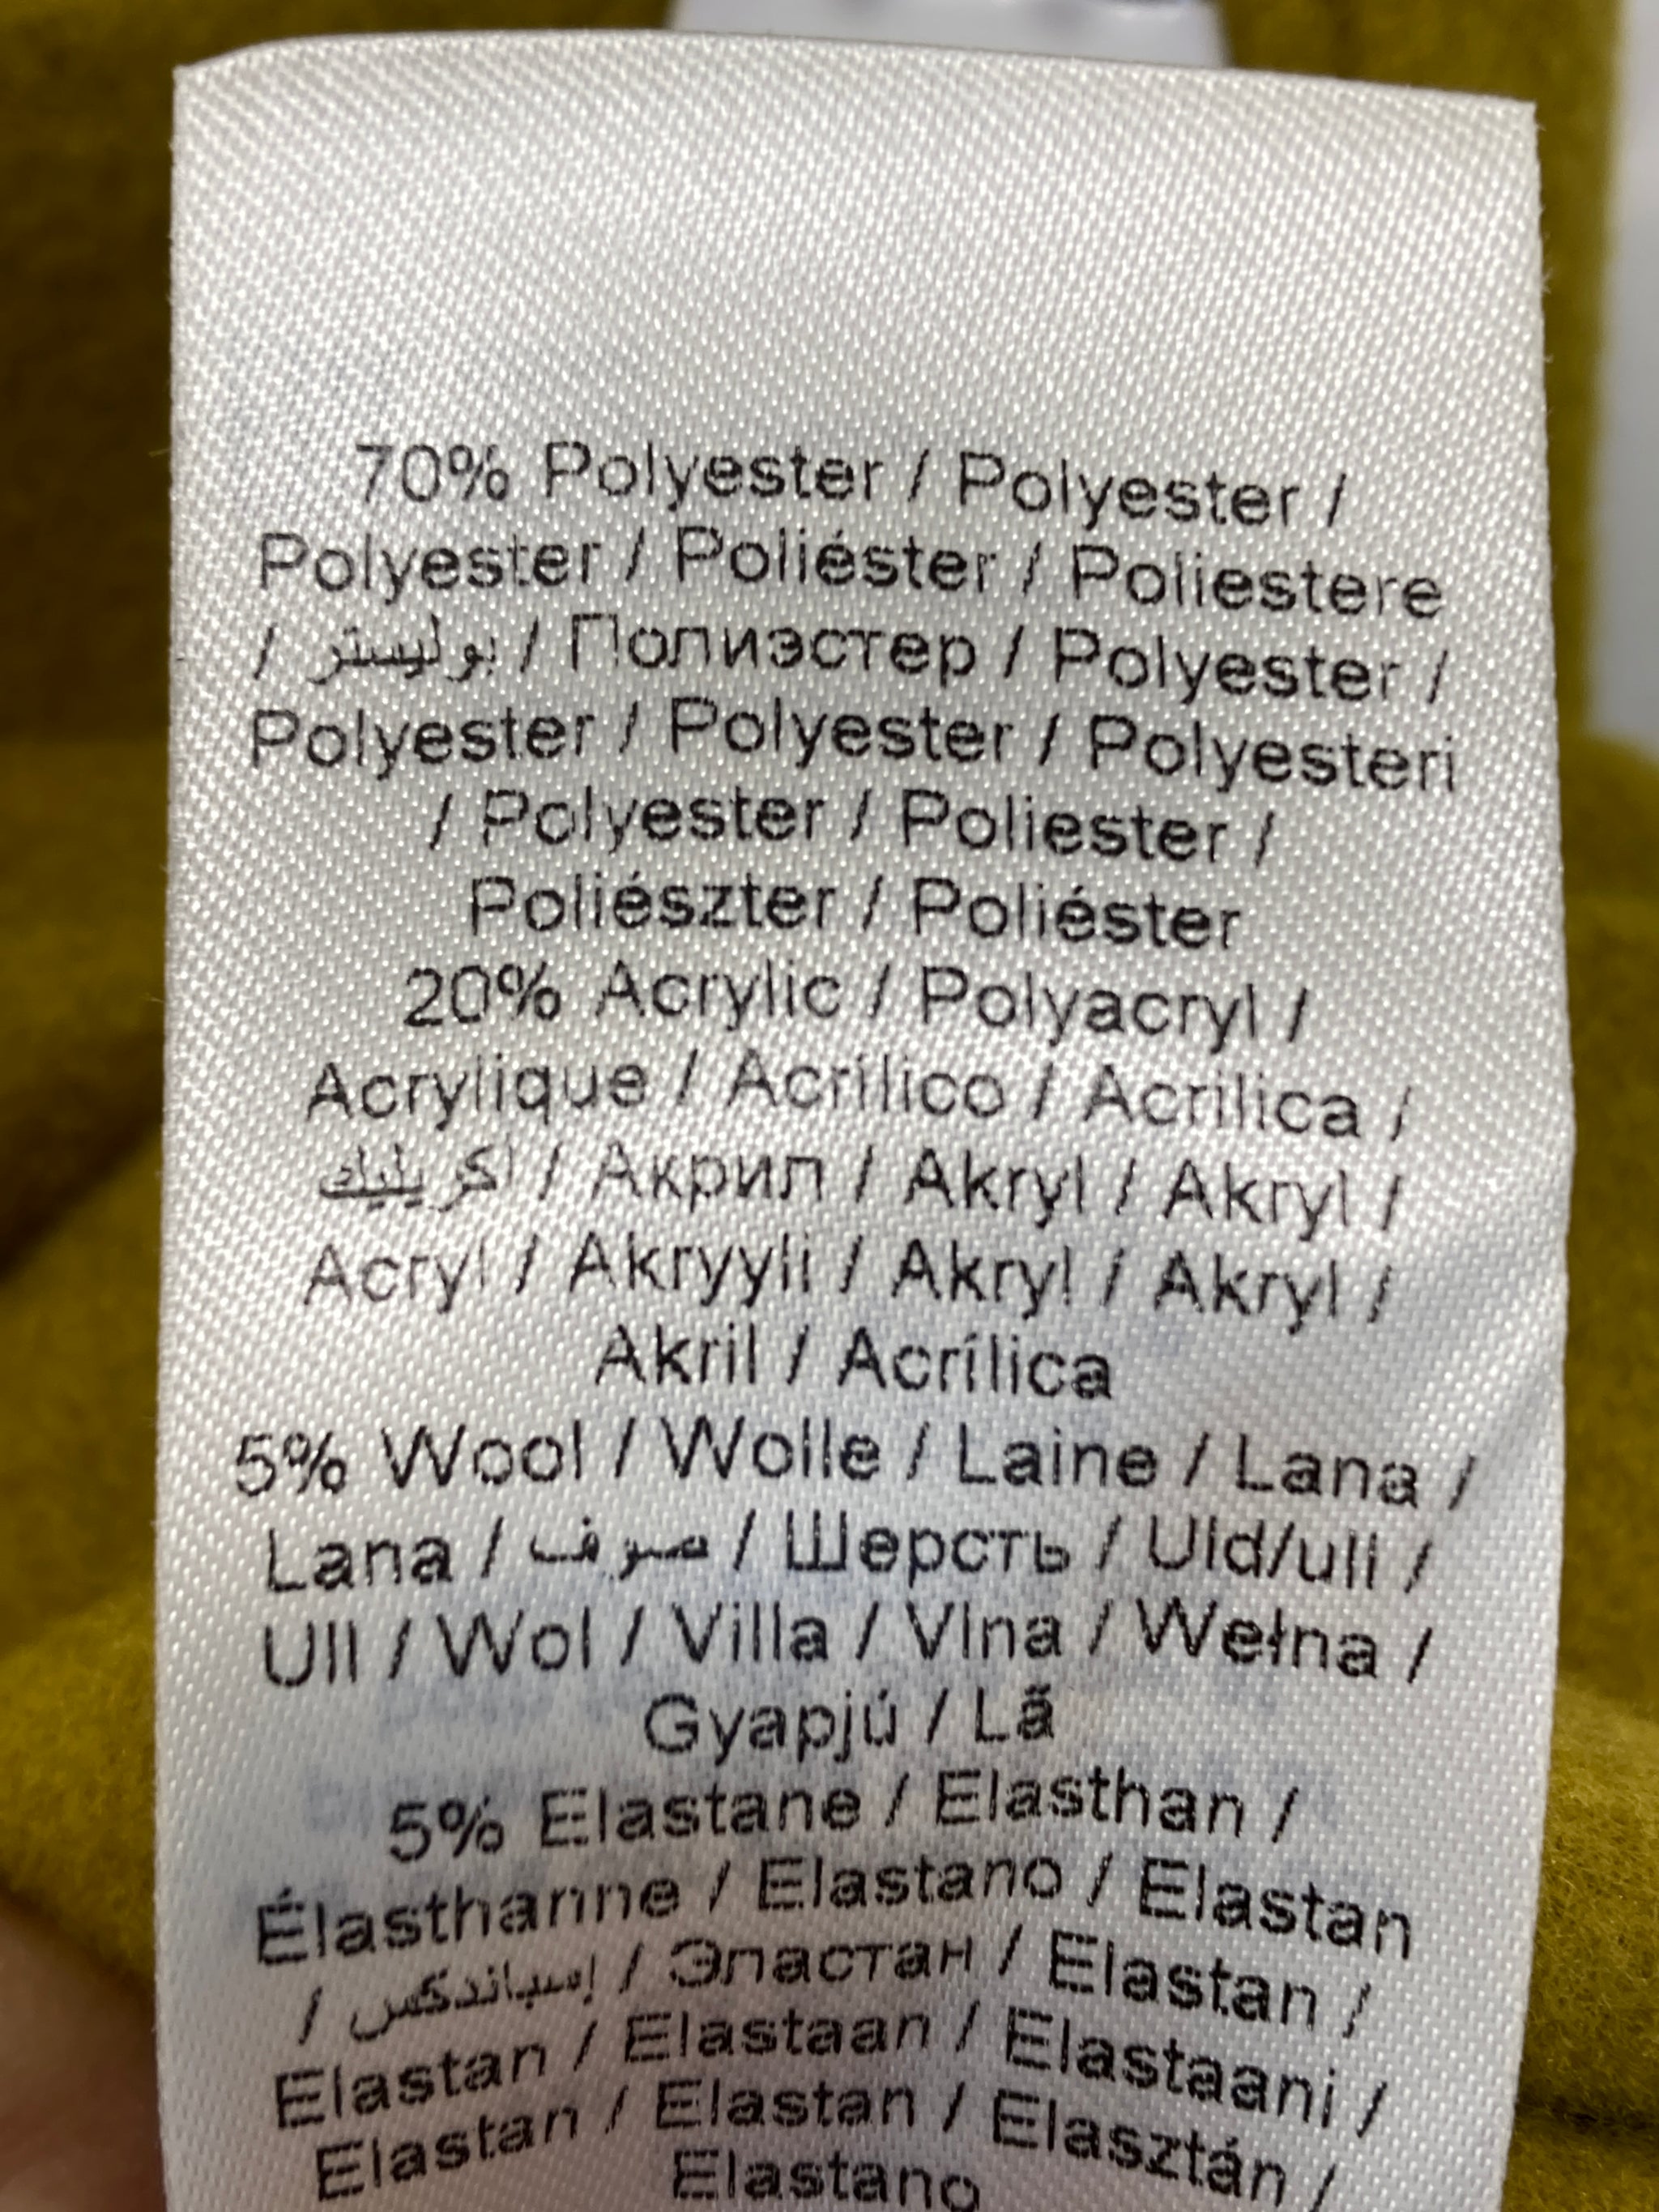 70% Polyester / Polyester /
Polyester / Poliéster / Poliestere
/ بوليستر / Полиэстер / Polyester /
Polyester / Polyester / Polyesteri
/ Polyester / Poliester /
Poliészter / Poliéster
20% Acrylic / Polyacryl /
Acrylique / Acrílico / Acrilica /
اكريليك / Акрил / Akryl / Akryl /
Acryl / Akryyli / Akryl / Akryl /
Akril / Acrílica
5% Wool / Wolle / Laine / Lana /
Lana / صوف / Шерсть / Uld/ull /
Ull / Wol / Villa / Vlna / Wełna /
Gyapjú / Lã
5% Elastane / Elasthan /
Élasthanne / Elastano / Elastan
/ إسباندكس / Эластан / Elastan /
Elastan / Elastaan / Elastaani /
Elastan / Elastan / Elasztán /
Elastano